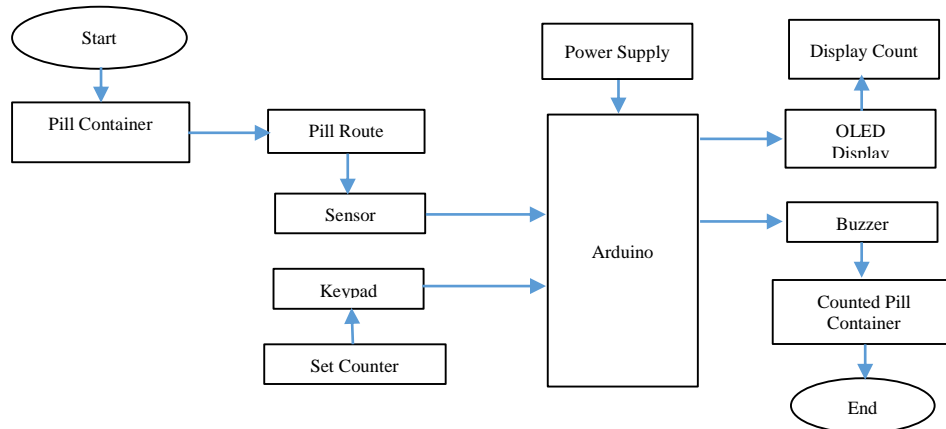 Start
Power Supply
Display Count
Pill Container
Pill Route
OLED
Display
Sensor
Buzzer
Arduino
Keypad
Counted Pill
Container
Set Counter
End